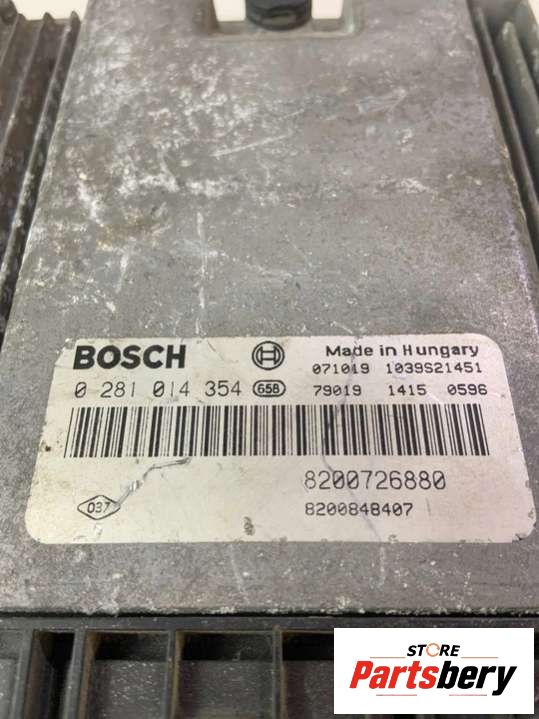 BOSCH
Made in Hungary
071019 1039S21451
0 281 014 354 658
79019 1415 0596
8200726880
037
8200848407
STORE
Partsbery